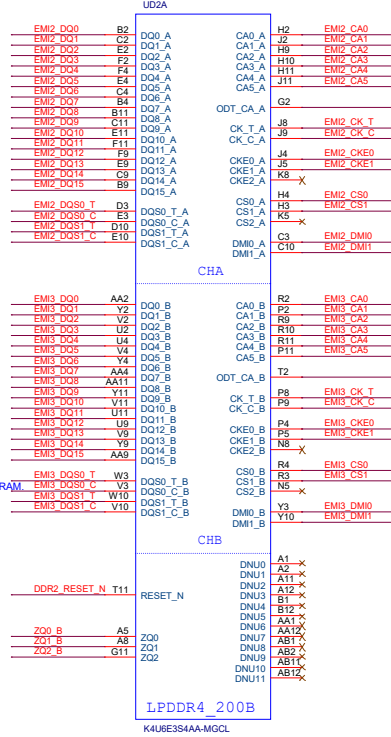 UD2A
EMI2_DQ0 B2 DQ0_A CA0_A H2 EMI2_CA0
EMI2_DQ1 C2 DQ1_A CA1_A J2 EMI2_CA1
EMI2_DQ2 E2 DQ2_A CA2_A H9 EMI2_CA2
EMI2_DQ3 F2 DQ3_A CA3_A H10 EMI2_CA3
EMI2_DQ4 F4 DQ4_A CA4_A H11 EMI2_CA4
EMI2_DQ5 E4 DQ5_A CA5_A J11 EMI2_CA5
EMI2_DQ6 C4 DQ6_A
EMI2_DQ7 B4 DQ7_A ODT_CA_A G2
EMI2_DQ8 B11 DQ8_A
EMI2_DQ9 C11 DQ9_A CK_T_A J8 EMI2_CK_T
EMI2_DQ10 E11 DQ10_A CK_C_A J9 EMI2_CK_C
EMI2_DQ11 F11 DQ11_A
EMI2_DQ12 F9 DQ12_A CKE0_A J4 EMI2_CKE0
EMI2_DQ13 E9 DQ13_A CKE1_A J5 EMI2_CKE1
EMI2_DQ14 C9 DQ14_A CKE2_A K8
EMI2_DQ15 B9 DQ15_A
CS0_A H4 EMI2_CS0
EMI2_DQS0_T D3 DQS0_T_A CS1_A H3 EMI2_CS1
EMI2_DQS0_C E3 DQS0_C_A CS2_A K5
EMI2_DQS1_T D10 DQS1_T_A
EMI2_DQS1_C E10 DQS1_C_A DMI0_A C3 EMI2_DMI0
DMI1_A C10 EMI2_DMI1
CHA
EMI3_DQ0 AA2 DQ0_B CA0_B R2 EMI3_CA0
EMI3_DQ1 Y2 DQ1_B CA1_B P2 EMI3_CA1
EMI3_DQ2 V2 DQ2_B CA2_B R9 EMI3_CA2
EMI3_DQ3 U2 DQ3_B CA3_B R10 EMI3_CA3
EMI3_DQ4 U4 DQ4_B CA4_B R11 EMI3_CA4
EMI3_DQ5 V4 DQ5_B CA5_B P11 EMI3_CA5
EMI3_DQ6 Y4 DQ6_B
EMI3_DQ7 AA4 DQ7_B ODT_CA_B T2
EMI3_DQ8 AA11 DQ8_B
EMI3_DQ9 Y11 DQ9_B CK_T_B P8 EMI3_CK_T
EMI3_DQ10 V11 DQ10_B CK_C_B P9 EMI3_CK_C
EMI3_DQ11 U11 DQ11_B
EMI3_DQ12 U9 DQ12_B CKE0_B P4 EMI3_CKE0
EMI3_DQ13 V9 DQ13_B CKE1_B P5 EMI3_CKE1
EMI3_DQ14 Y9 DQ14_B CKE2_B N8
EMI3_DQ15 AA9 DQ15_B
CS0_B R4 EMI3_CS0
EMI3_DQS0_T W3 DQS0_T_B CS1_B R3 EMI3_CS1
RAM. EMI3_DQS0_C V3 DQS0_C_B CS2_B N5
EMI3_DQS1_T W10 DQS1_T_B
EMI3_DQS1_C V10 DQS1_C_B DMI0_B Y3 EMI3_DMI0
DMI1_B Y10 EMI3_DMI1
CHB
DNU0 A1
DNU1 A2
DNU2 A11
DDR2_RESET_N T11 RESET_N DNU3 A12
DNU4 B1
DNU5 B12
DNU6 AA1
ZQ0_B A5 ZQ0 DNU7 AA12
ZQ1_B A8 ZQ1 DNU8 AB1
ZQ2_B G11 ZQ2 DNU9 AB2
DNU10 AB11
DNU11 AB12
LPDDR4_200B
K4U6E3S4AA-MGCL